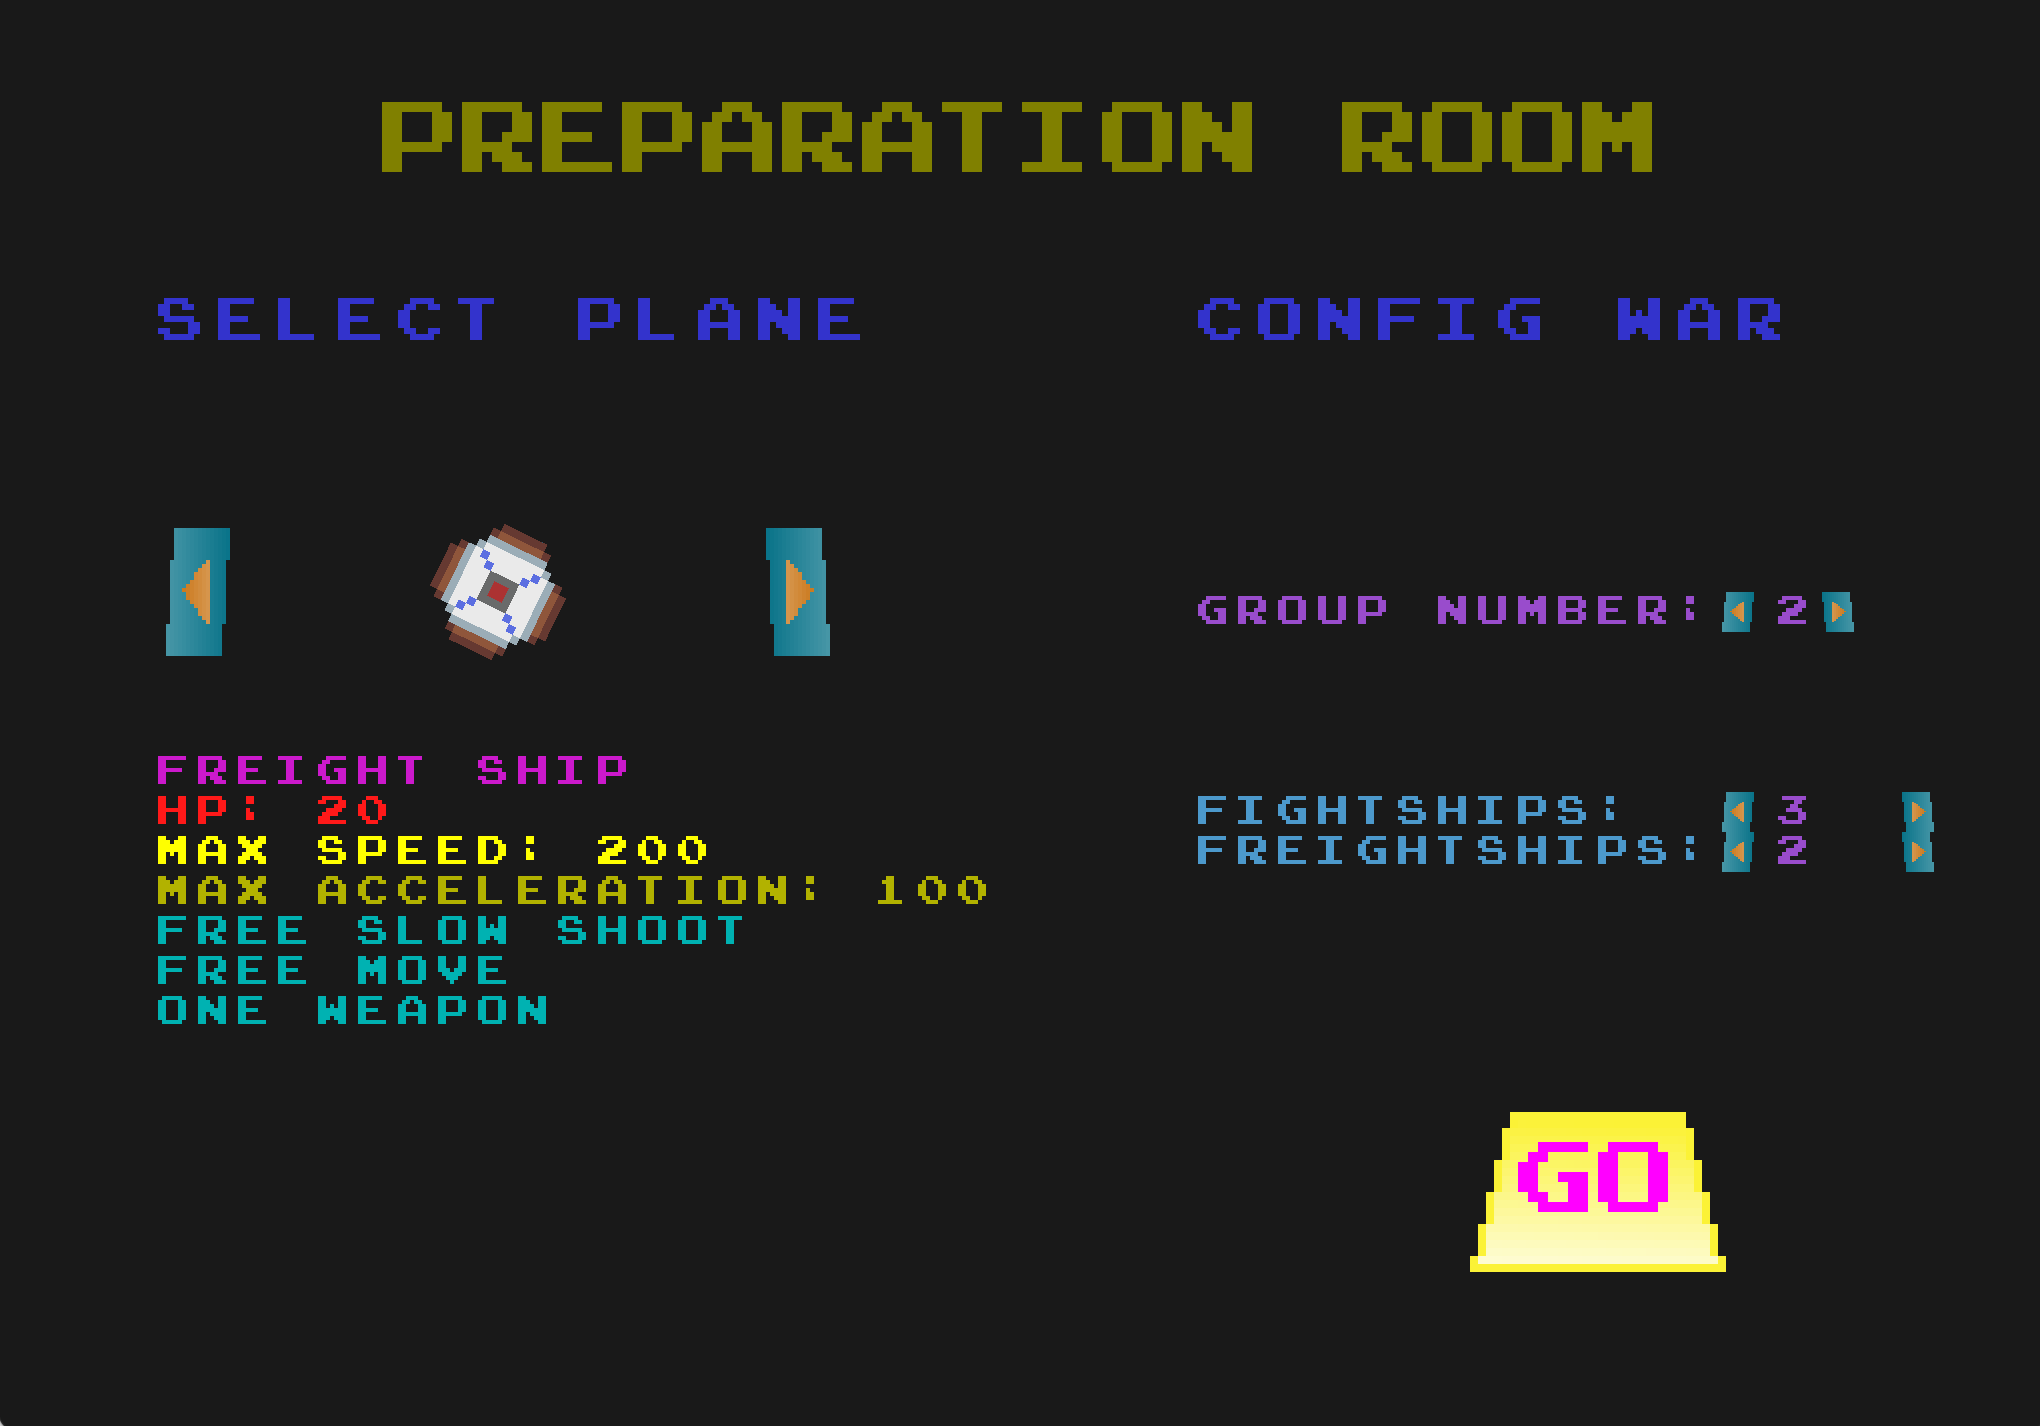 PREPARATION ROOM
SELECT PLANE
CONFIG WAR
GROUP NUMBER: 2
FREIGHT SHIP
HP: 20
MAX SPEED: 200
MAX ACCELERATION: 100
FREE SLOW SHOOT
FREE MOVE
ONE WEAPON
FIGHTSHIPS: 3
FREIGHTSHIPS: 2
GO